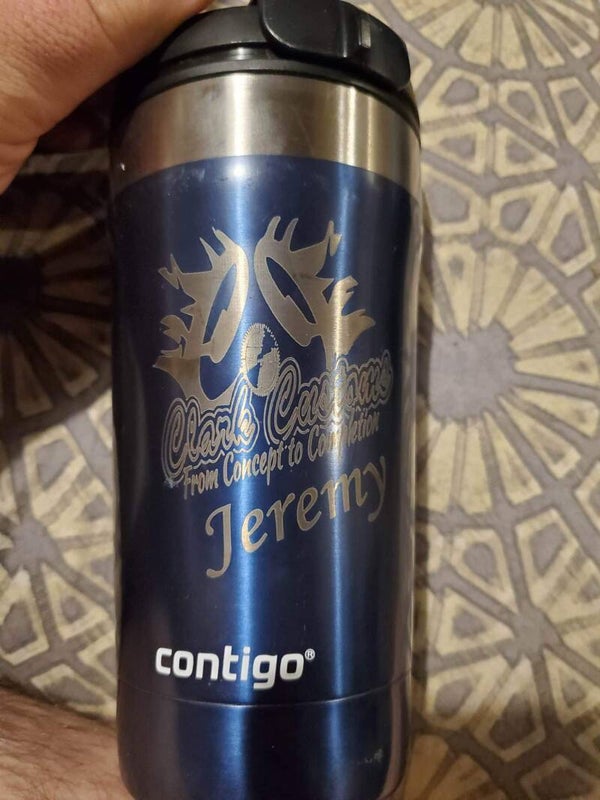 Clark Customs
From Concept to Completion
Jeremy
contigo®